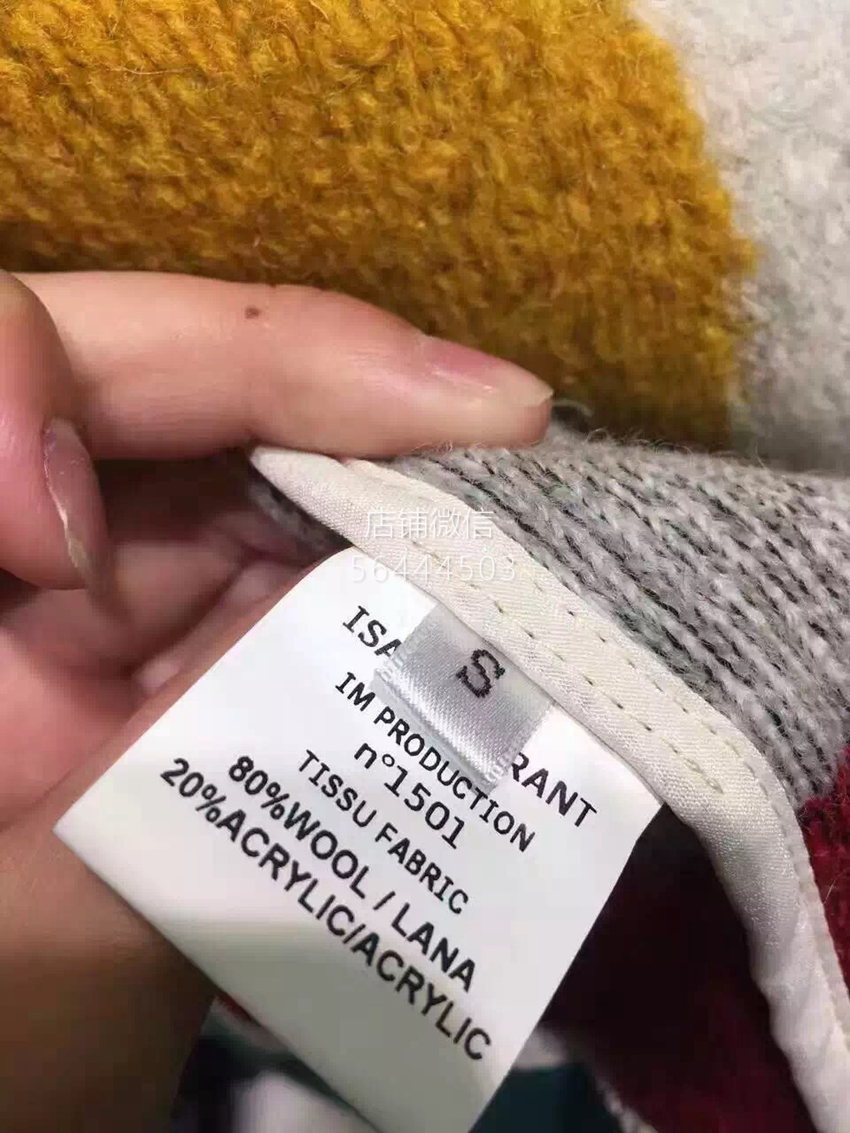 店铺微信
56444503
S
ISA RANT
IM PRODUCTION
n°1501
TISSU FABRIC
80%WOOL / LANA
20%ACRYLIC/ACRYLIC